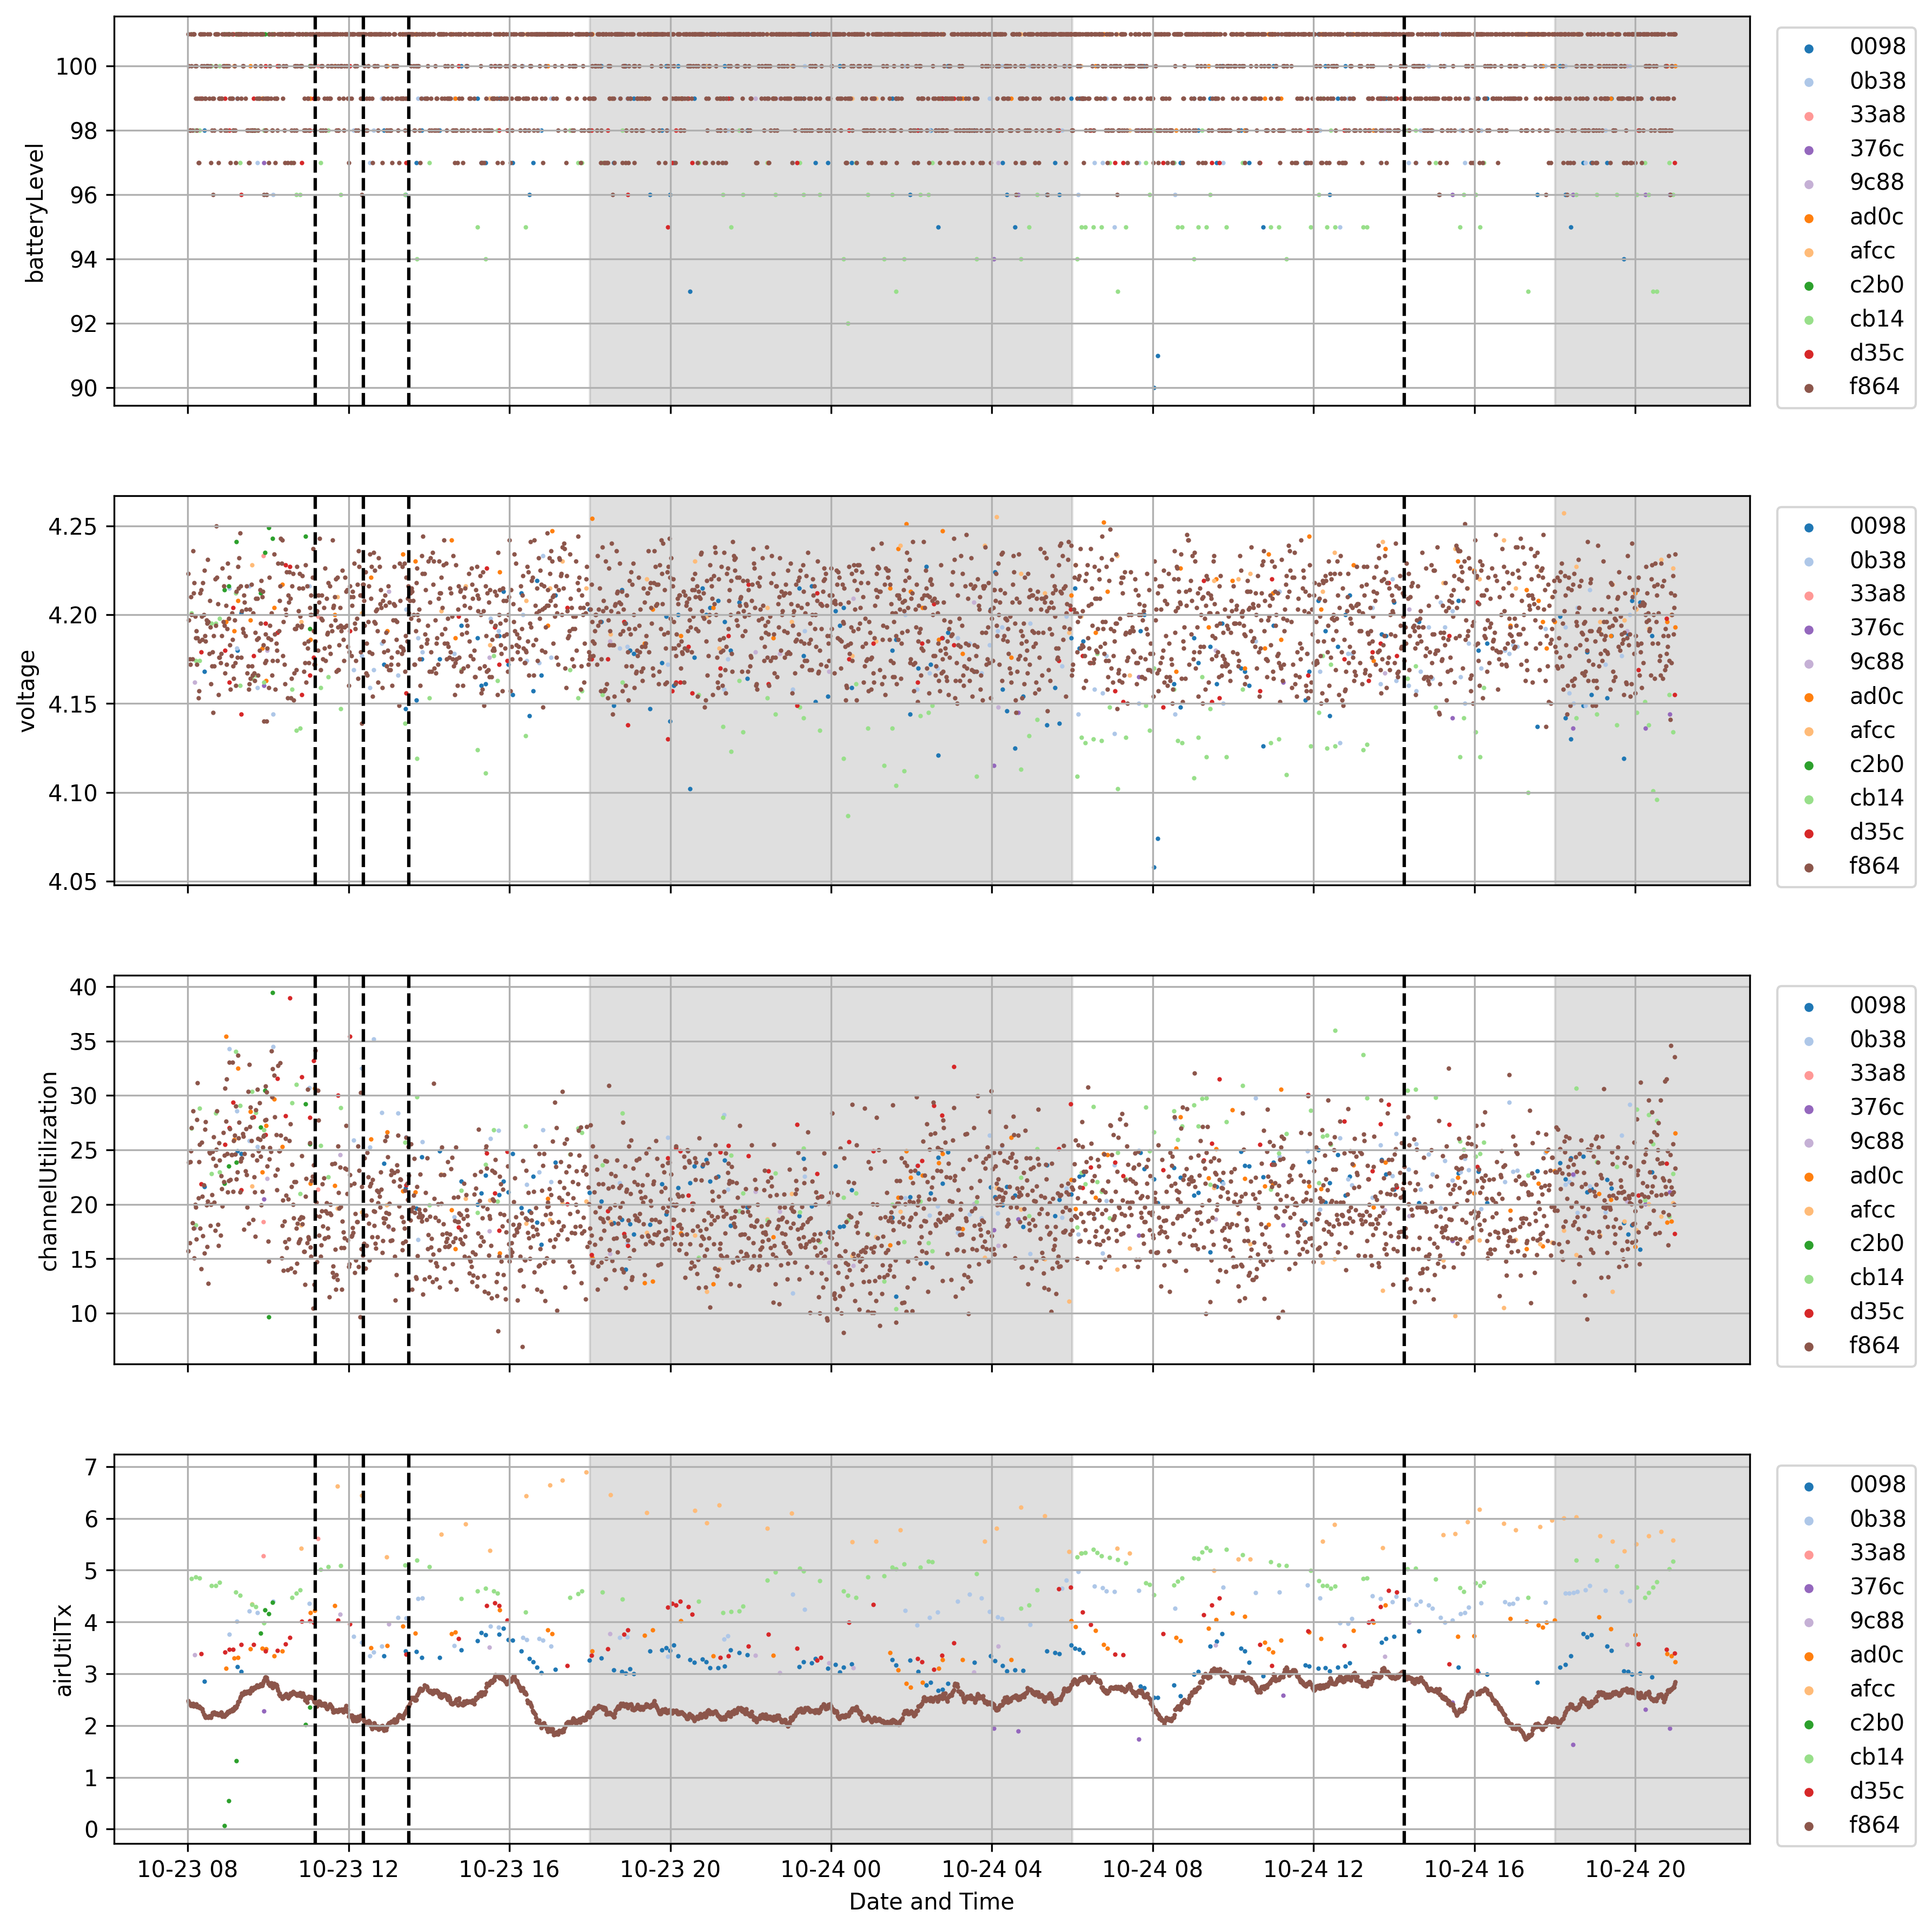 batteryLevel
100
98
96
94
92
90
0098
0b38
33a8
376c
9c88
ad0c
afcc
c2b0
cb14
d35c
f864
voltage
4.25
4.20
4.15
4.10
4.05
0098
0b38
33a8
376c
9c88
ad0c
afcc
c2b0
cb14
d35c
f864
channelUtilization
40
35
30
25
20
15
10
0098
0b38
33a8
376c
9c88
ad0c
afcc
c2b0
cb14
d35c
f864
airUtilTx
7
6
5
4
3
2
1
0
0098
0b38
33a8
376c
9c88
ad0c
afcc
c2b0
cb14
d35c
f864
10-23 08 10-23 12 10-23 16 10-23 20 10-24 00 10-24 04 10-24 08 10-24 12 10-24 16 10-24 20
Date and Time